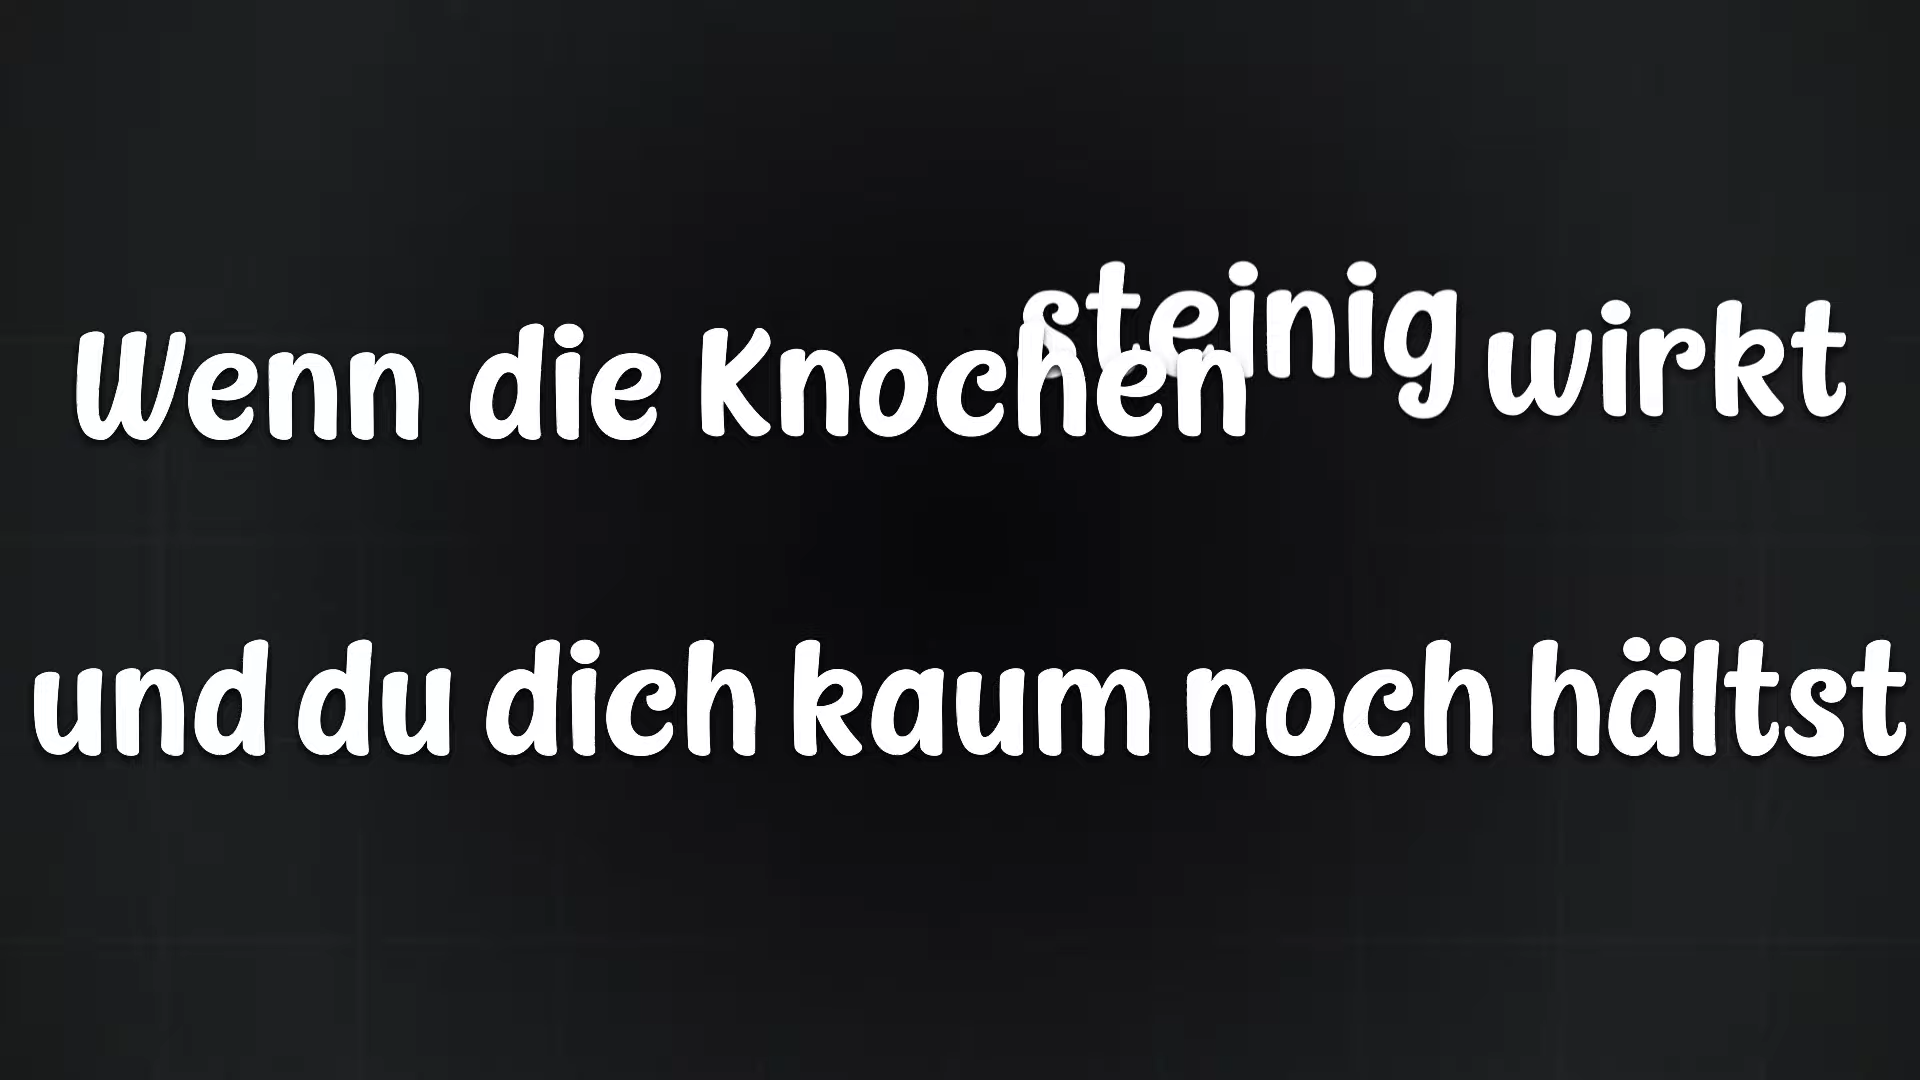 Wenn die Knochen steinig wirkt
und du dich kaum noch hältst